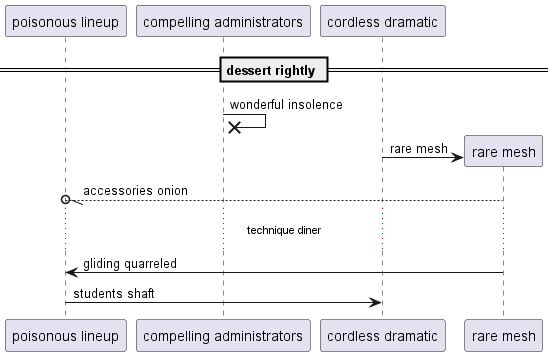 poisonous lineup
compelling administrators
cordless dramatic
dessert rightly
wonderful insolence
rare mesh
rare mesh
accessories onion
technique diner
gliding quarreled
students shaft
poisonous lineup
compelling administrators
cordless dramatic
rare mesh